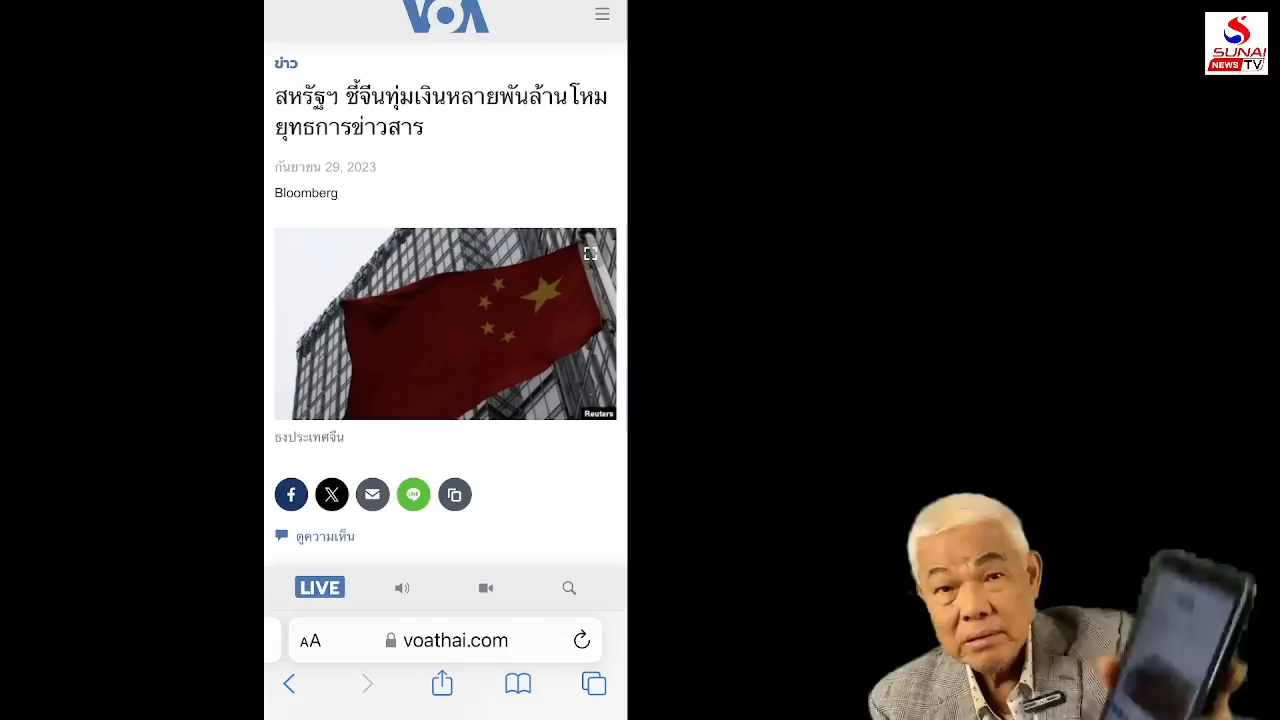 VOA
SUNAI
NEWS TV
ข่าว
สหรัฐฯ ชี้จีนทุ่มเงินหลายพันล้านโหม
ยุทธการข่าวสาร
กันยายน 29, 2023
Bloomberg
Reuters
ธงประเทศจีน
f
X
LINE
ดูความเห็น
LIVE
AA
voathai.com